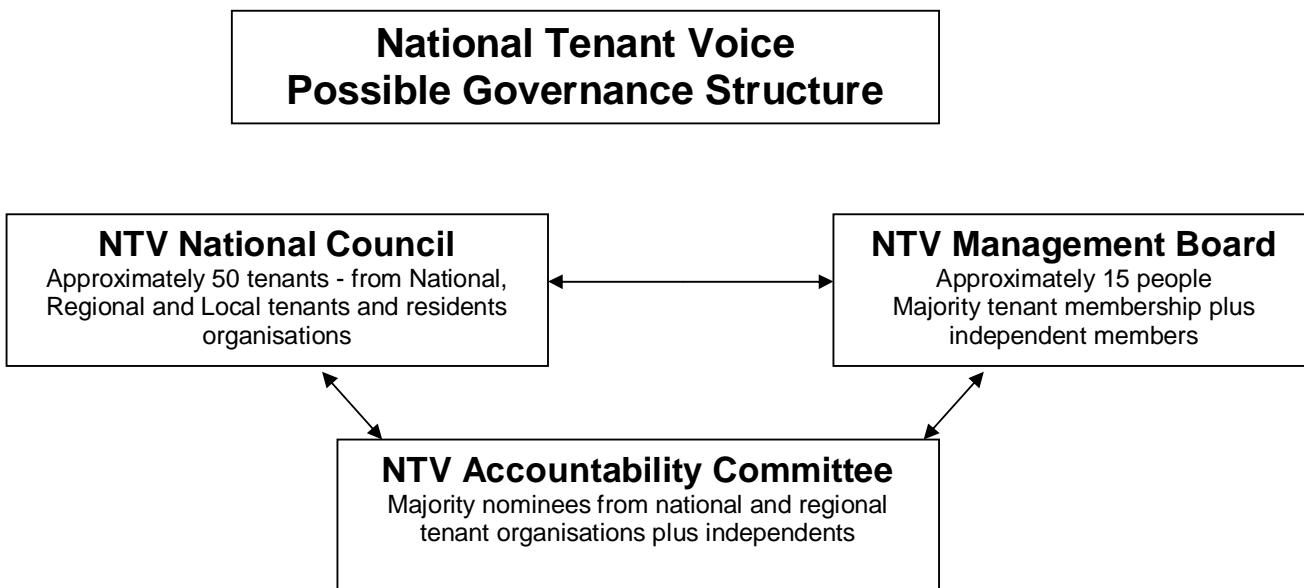 National Tenant Voice
Possible Governance Structure
NTV National Council
Approximately 50 tenants - from National,
Regional and Local tenants and residents
organisations
NTV Management Board
Approximately 15 people
Majority tenant membership plus
independent members
NTV Accountability Committee
Majority nominees from national and regional
tenant organisations plus independents